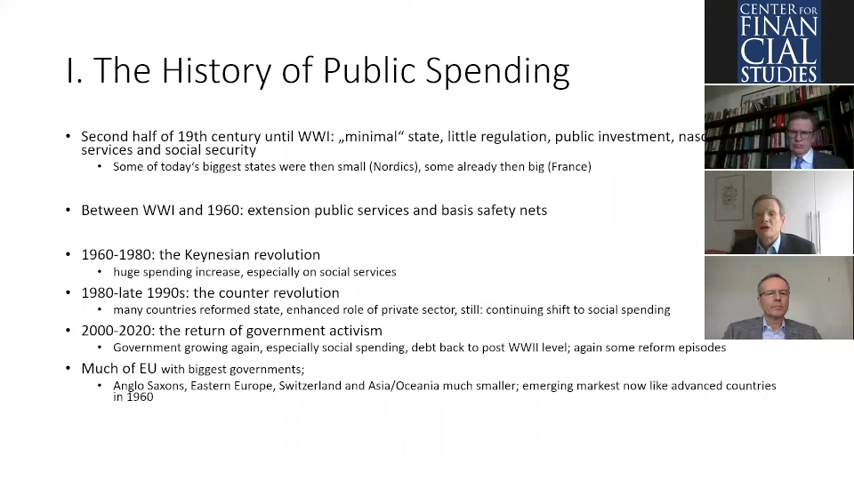 CENTER FOR
FINAN
CIAL
STUDIES
I. The History of Public Spending
• Second half of 19th century until WWI: „minimal“ state, little regulation, public investment,
services and social security
• Some of today‘s biggest states were then small (Nordics), some already then big (France)
• Between WWI and 1960: extension public services and basis safety nets
• 1960-1980: the Keynesian revolution
• huge spending increase, especially on social services
• 1980-late 1990s: the counter revolution
• many countries reformed state, enhanced role of private sector, still: continuing shift to social spending
• 2000-2020: the return of government activism
• Government growing again, especially social spending, debt back to post WWII level; again some reform episodes
• Much of EU with biggest governments;
• Anglo Saxons, Eastern Europe, Switzerland and Asia/Oceania much smaller; emerging markest now like advanced countries
in 1960